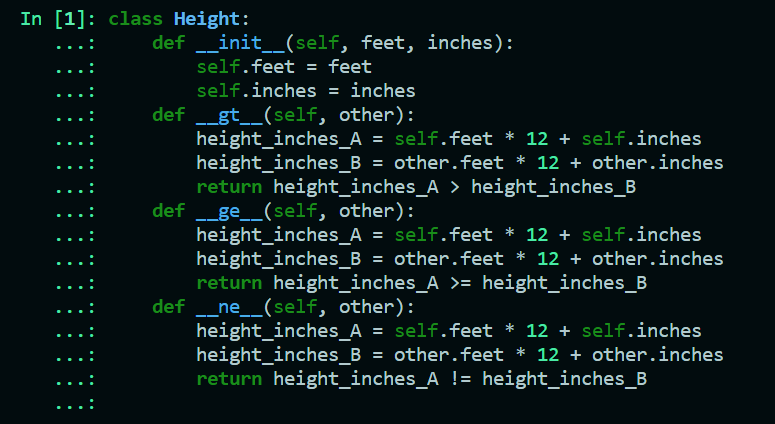 In [1]: class Height:
   ...:     def __init__(self, feet, inches):
   ...:         self.feet = feet
   ...:         self.inches = inches
   ...:     def __gt__(self, other):
   ...:         height_inches_A = self.feet * 12 + self.inches
   ...:         height_inches_B = other.feet * 12 + other.inches
   ...:         return height_inches_A > height_inches_B
   ...:     def __ge__(self, other):
   ...:         height_inches_A = self.feet * 12 + self.inches
   ...:         height_inches_B = other.feet * 12 + other.inches
   ...:         return height_inches_A >= height_inches_B
   ...:     def __ne__(self, other):
   ...:         height_inches_A = self.feet * 12 + self.inches
   ...:         height_inches_B = other.feet * 12 + other.inches
   ...:         return height_inches_A != height_inches_B
   ...: